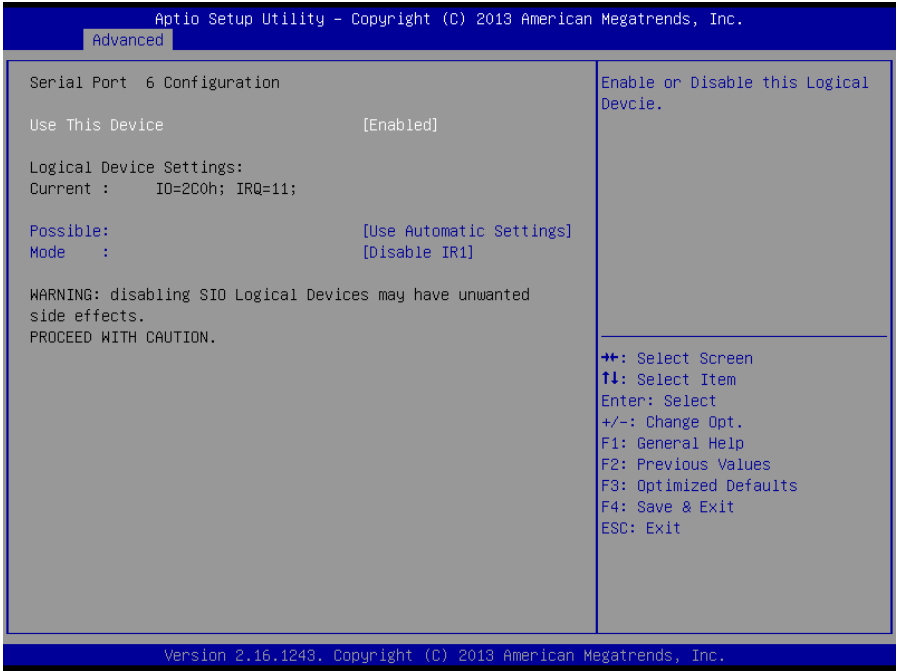 Aptio Setup Utility – Copyright (C) 2013 American Megatrends, Inc.
Advanced
Serial Port  6 Configuration
Use This Device [Enabled]
Logical Device Settings:
Current : IO=2C0h; IRQ=11;
Possible: [Use Automatic Settings]
Mode : [Disable IR1]
WARNING: disabling SIO Logical Devices may have unwanted
side effects.
PROCEED WITH CAUTION.
Enable or Disable this Logical
Devcie.
→←: Select Screen
↑↓: Select Item
Enter: Select
+/-: Change Opt.
F1: General Help
F2: Previous Values
F3: Optimized Defaults
F4: Save & Exit
ESC: Exit
Version 2.16.1243. Copyright (C) 2013 American Megatrends, Inc.